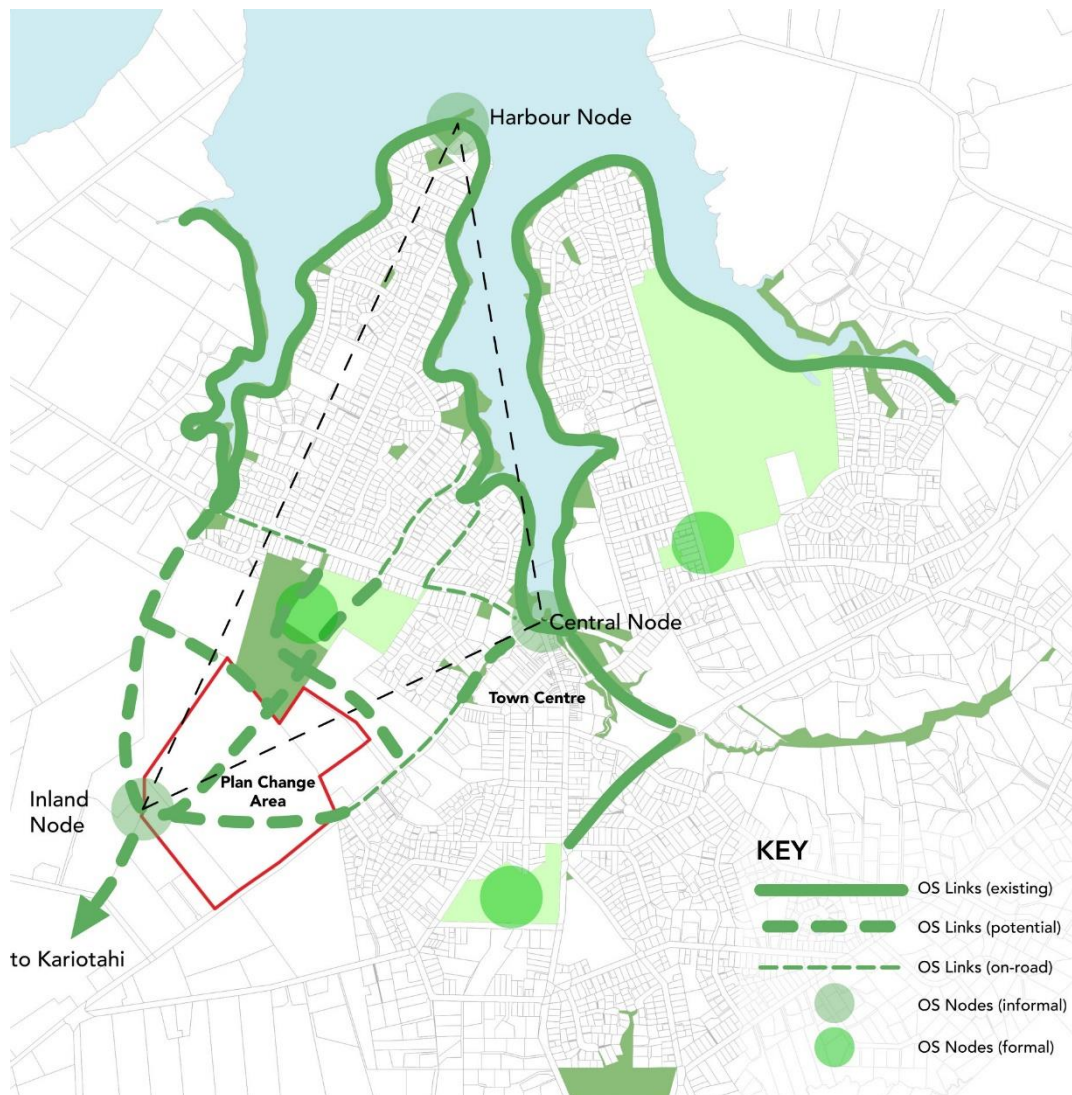 Harbour Node
Central Node
Town Centre
Plan Change
Area
Inland
Node
to Kariotahi
KEY
OS Links (existing)
OS Links (potential)
OS Links (on-road)
OS Nodes (informal)
OS Nodes (formal)